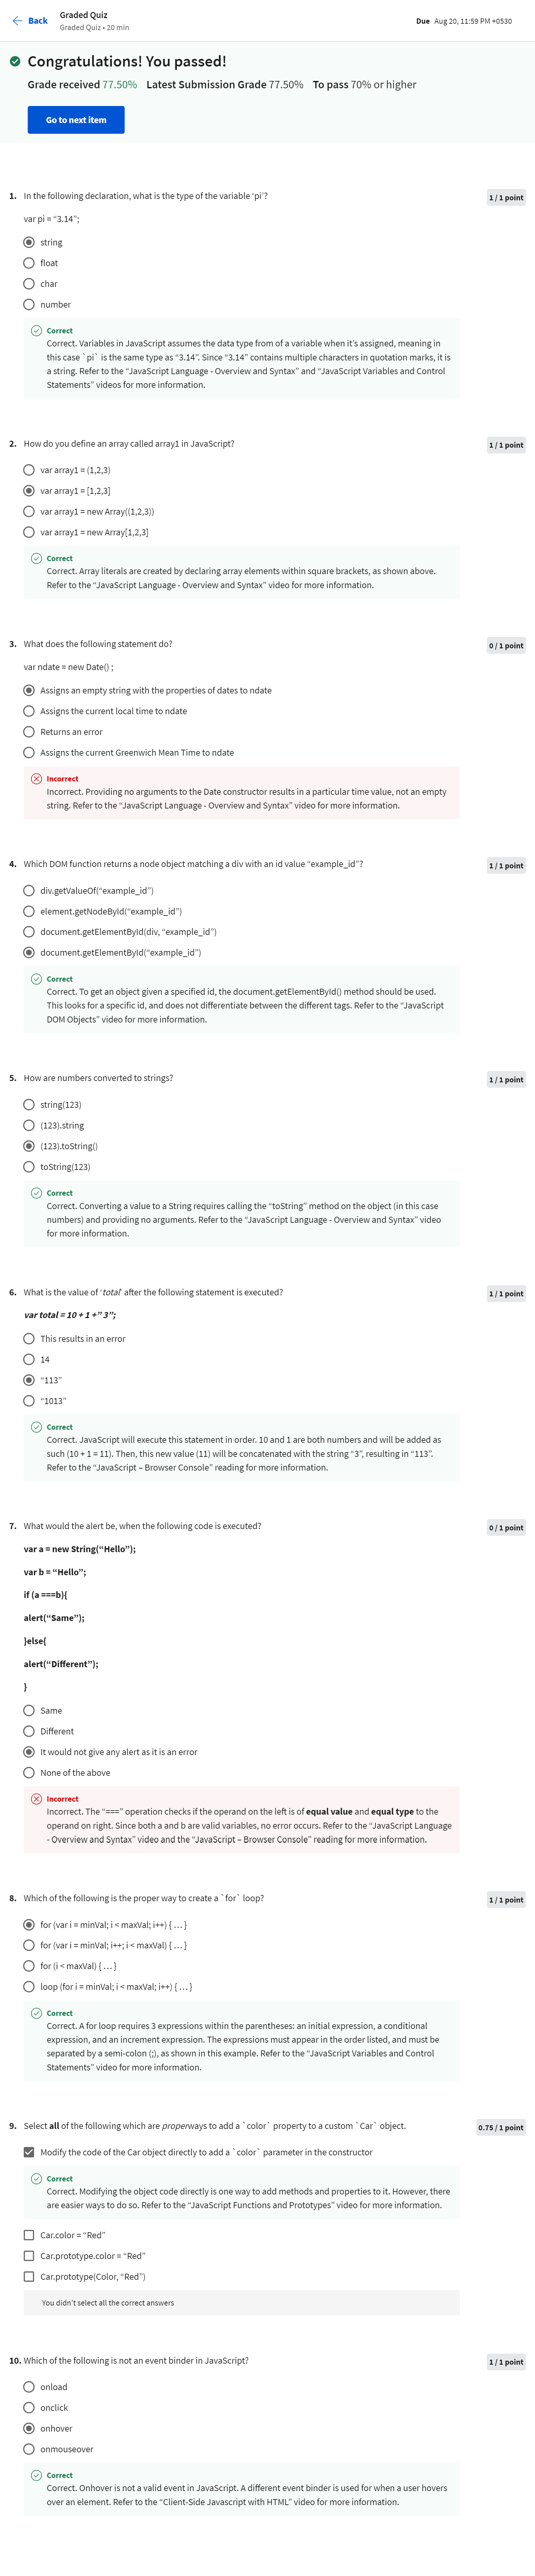 Back
Graded Quiz
Graded Quiz • 20 min
Due Aug 20, 11:59 PM +0530
Congratulations! You passed!
Grade received 77.50% Latest Submission Grade 77.50% To pass 70% or higher
Go to next item
1. In the following declaration, what is the type of the variable ‘pi’?
1 / 1 point
var pi = “3.14”;
string
float
char
number
Correct
Correct. Variables in JavaScript assumes the data type from of a variable when it’s assigned, meaning in
this case `pi` is the same type as “3.14”. Since “3.14” contains multiple characters in quotation marks, it is
a string. Refer to the “JavaScript Language - Overview and Syntax” and “JavaScript Variables and Control
Statements” videos for more information.
2. How do you define an array called array1 in JavaScript?
1 / 1 point
var array1 = (1,2,3)
var array1 = [1,2,3]
var array1 = new Array((1,2,3))
var array1 = new Array[1,2,3]
Correct
Correct. Array literals are created by declaring array elements within square brackets, as shown above.
Refer to the “JavaScript Language - Overview and Syntax” video for more information.
3. What does the following statement do?
0 / 1 point
var ndate = new Date() ;
Assigns an empty string with the properties of dates to ndate
Assigns the current local time to ndate
Returns an error
Assigns the current Greenwich Mean Time to ndate
Incorrect
Incorrect. Providing no arguments to the Date constructor results in a particular time value, not an empty
string. Refer to the “JavaScript Language - Overview and Syntax” video for more information.
4. Which DOM function returns a node object matching a div with an id value “example_id”?
1 / 1 point
div.getValueOf(“example_id”)
element.getNodeById(“example_id”)
document.getElementById(div, “example_id”)
document.getElementById(“example_id”)
Correct
Correct. To get an object given a specified id, the document.getElementById() method should be used.
This looks for a specific id, and does not differentiate between the different tags. Refer to the “JavaScript
DOM Objects” video for more information.
5. How are numbers converted to strings?
1 / 1 point
string(123)
(123).string
(123).toString()
toString(123)
Correct
Correct. Converting a value to a String requires calling the “toString” method on the object (in this case
numbers) and providing no arguments. Refer to the “JavaScript Language - Overview and Syntax” video
for more information.
6. What is the value of ‘total’ after the following statement is executed?
1 / 1 point
var total = 10 + 1 +” 3”;
This results in an error
14
“113”
“1013”
Correct
Correct. JavaScript will execute this statement in order. 10 and 1 are both numbers and will be added as
such (10 + 1 = 11). Then, this new value (11) will be concatenated with the string “3”, resulting in “113”.
Refer to the “JavaScript – Browser Console” reading for more information.
7. What would the alert be, when the following code is executed?
0 / 1 point
var a = new String(“Hello”);
var b = “Hello”;
if (a ===b){
alert(“Same”);
}else{
alert(“Different”);
}
Same
Different
It would not give any alert as it is an error
None of the above
Incorrect
Incorrect. The “===” operation checks if the operand on the left is of equal value and equal type to the
operand on right. Since both a and b are valid variables, no error occurs. Refer to the “JavaScript Language
- Overview and Syntax” video and the “JavaScript – Browser Console” reading for more information.
8. Which of the following is the proper way to create a `for` loop?
1 / 1 point
for (var i = minVal; i < maxVal; i++) { … }
for (var i = minVal; i++; i < maxVal) { … }
for (i < maxVal) { … }
loop (for i = minVal; i < maxVal; i++) { … }
Correct
Correct. A for loop requires 3 expressions within the parentheses: an initial expression, a conditional
expression, and an increment expression. The expressions must appear in the order listed, and must be
separated by a semi-colon (;), as shown in this example. Refer to the “JavaScript Variables and Control
Statements” video for more information.
9. Select all of the following which are properways to add a `color` property to a custom `Car` object.
0.75 / 1 point
Modify the code of the Car object directly to add a `color` parameter in the constructor
Correct
Correct. Modifying the object code directly is one way to add methods and properties to it. However, there
are easier ways to do so. Refer to the “JavaScript Functions and Prototypes” video for more information.
Car.color = “Red”
Car.prototype.color = “Red”
Car.prototype(Color, “Red”)
You didn’t select all the correct answers
10. Which of the following is not an event binder in JavaScript?
1 / 1 point
onload
onclick
onhover
onmouseover
Correct
Correct. Onhover is not a valid event in JavaScript. A different event binder is used for when a user hovers
over an element. Refer to the “Client-Side Javascript with HTML” video for more information.